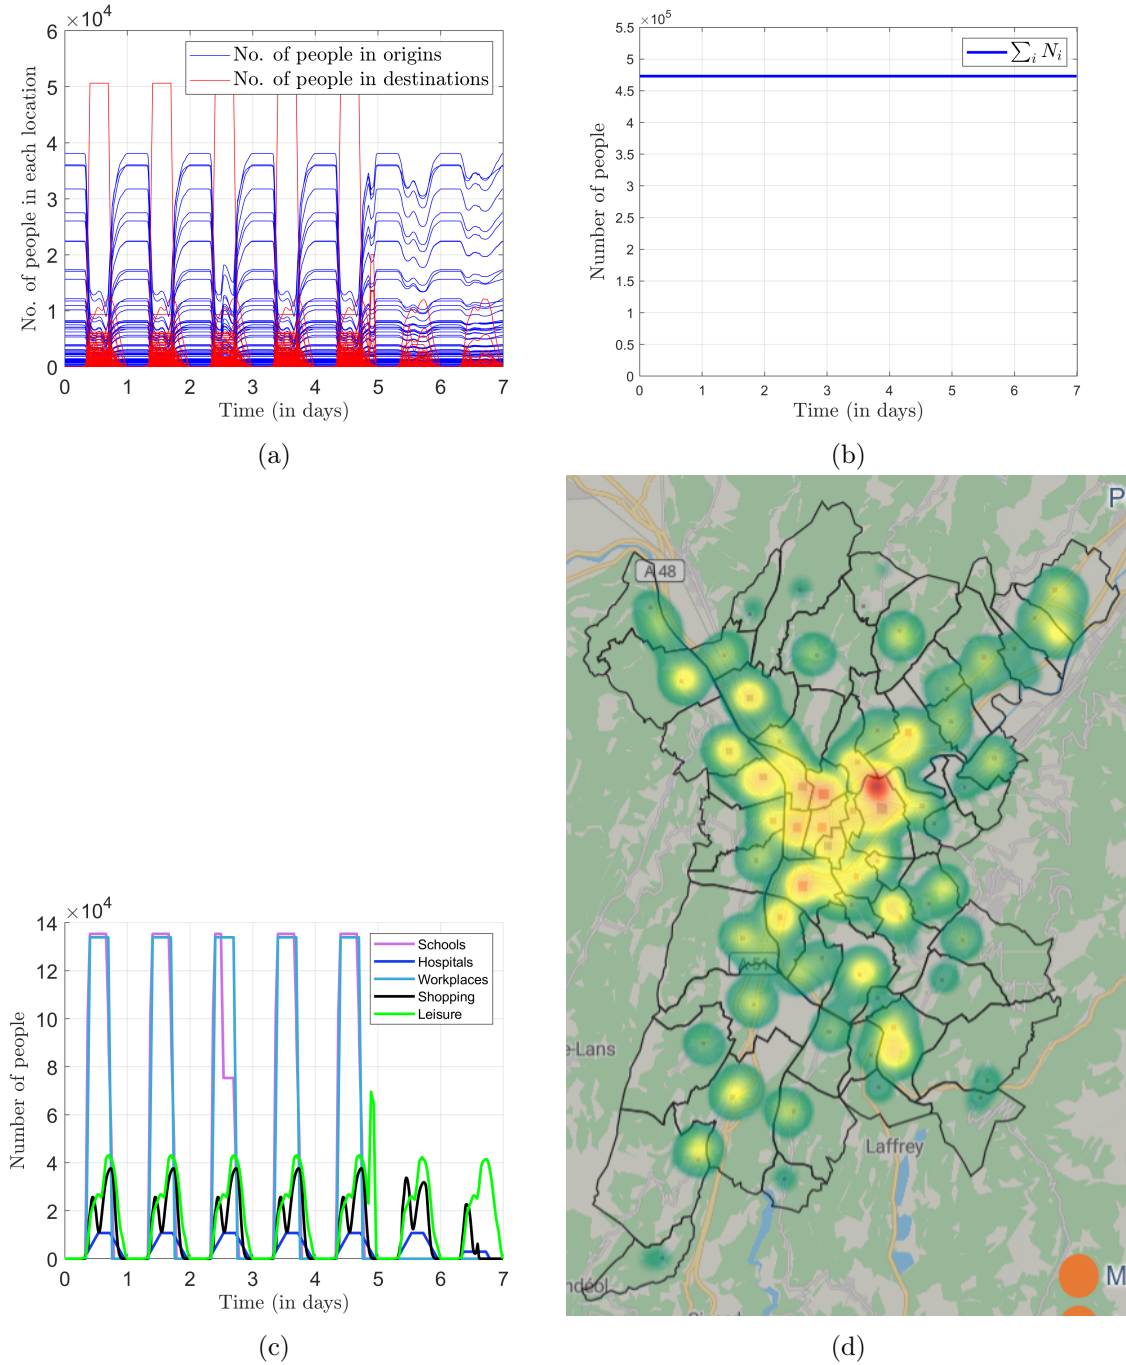 ×10^4
6
5
4
3
2
1
0
No. of people in each location
No. of people in origins
No. of people in destinations
0 1 2 3 4 5 6 7
Time (in days)
(a)
×10^5
5.5
5
4.5
4
3.5
3
2.5
2
1.5
1
0.5
0
Number of people
∑_i N_i
0 1 2 3 4 5 6 7
Time (in days)
(b)
×10^4
14
12
10
8
6
4
2
0
Number of people
Schools
Hospitals
Workplaces
Shopping
Leisure
0 1 2 3 4 5 6 7
Time (in days)
(c)
P
A 48
A 51
e-Lans
Laffrey
ndéol
M
(d)